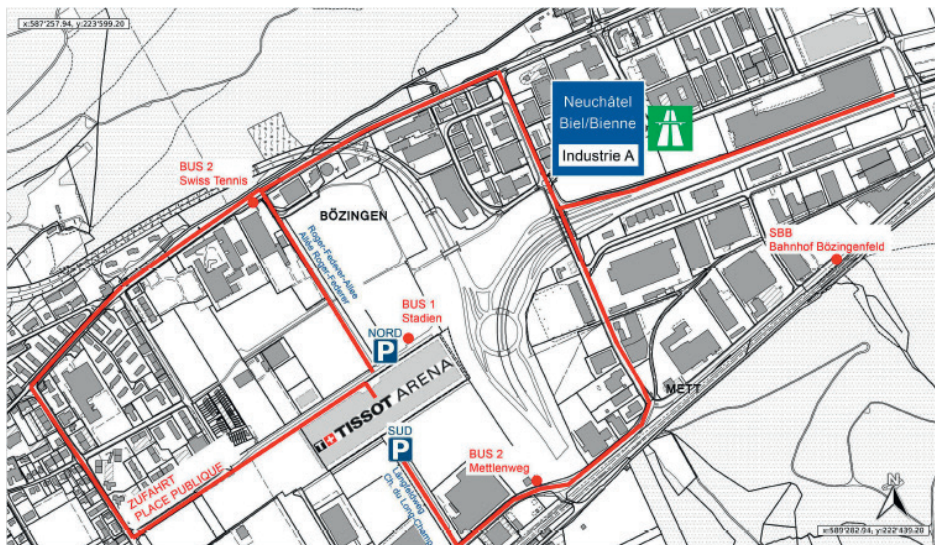 x:587'257.94, y:223'599.20
Neuchâtel
Biel/Bienne
Industrie A
BUS 2
Swiss Tennis
BÖZINGEN
Roger-Federer-Allee
Allée Roger-Federer
SBB
Bahnhof Bözingenfeld
BUS 1
Stadien
NORD
P
METT
TISSOT ARENA
SUD
P
BUS 2
Mettlenweg
ZUFAHRT
PLACE PUBLIQUE
Längfeldweg
Ch. du Long-Champ
N
x:589'282.94, y:222'439.20